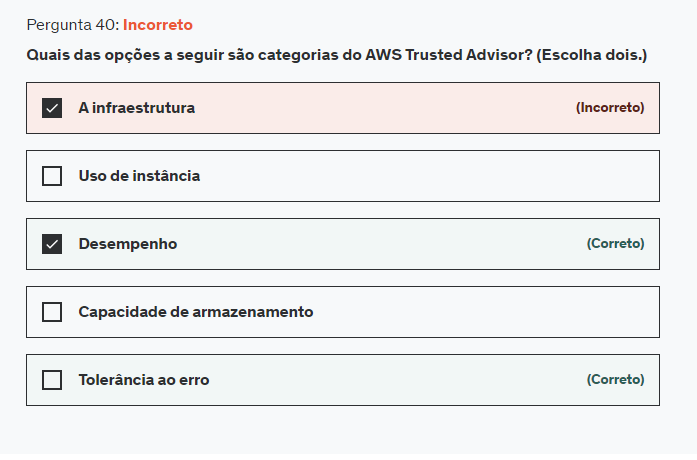 Pergunta 40: Incorreto
Quais das opções a seguir são categorias do AWS Trusted Advisor? (Escolha dois.)
A infraestrutura (Incorreto)
Uso de instância
Desempenho (Correto)
Capacidade de armazenamento
Tolerância ao erro (Correto)